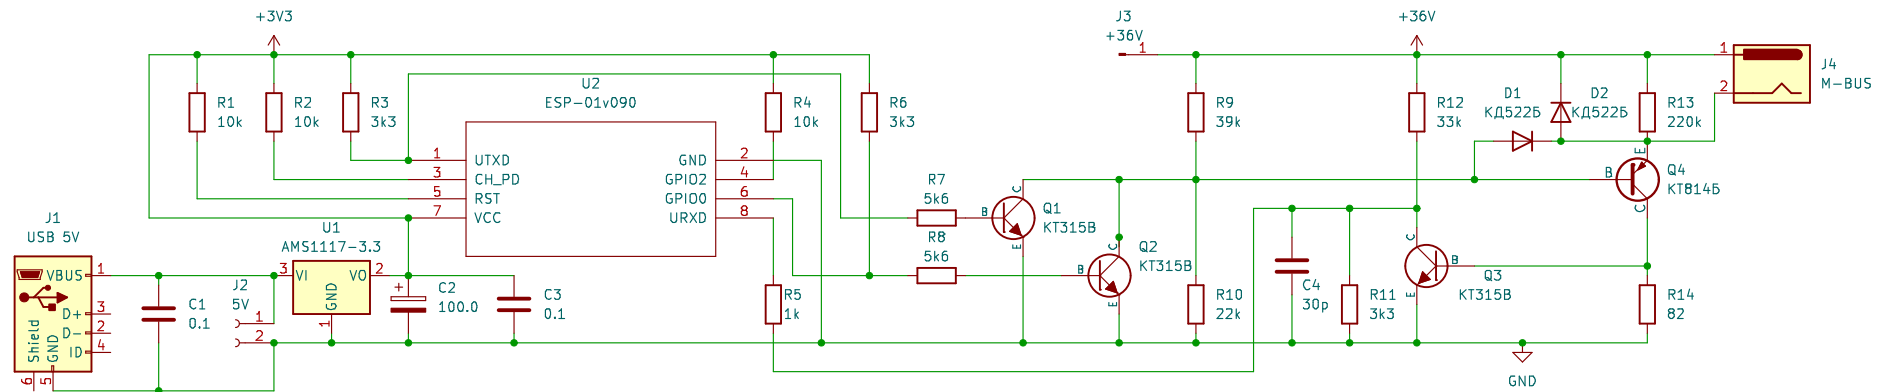 +3V3
J3
+36V
1
+36V
J4
M-BUS
1
2
R1
10k
R2
10k
R3
3k3
U2
ESP-01v090
R4
10k
R6
3k3
R9
39k
R12
33k
D1
КД522Б
D2
КД522Б
R13
220k
1
UTXD
3
CH_PD
5
RST
7
VCC
GND
2
GPIO2
4
GPIO0
6
URXD
8
R7
5k6
R8
5k6
B
C
E
Q1
КТ315В
B
C
E
Q2
КТ315В
B
E
C
Q4
КТ814Б
C
B
E
Q3
КТ315В
J1
USB 5V
VBUS
1
D+
3
D-
2
ID
4
Shield
GND
6
5
C1
0.1
J2
5V
1
2
U1
AMS1117-3.3
3
VI
VO
2
GND
1
+
C2
100.0
C3
0.1
R5
1k
R10
22k
C4
30p
R11
3k3
R14
82
GND